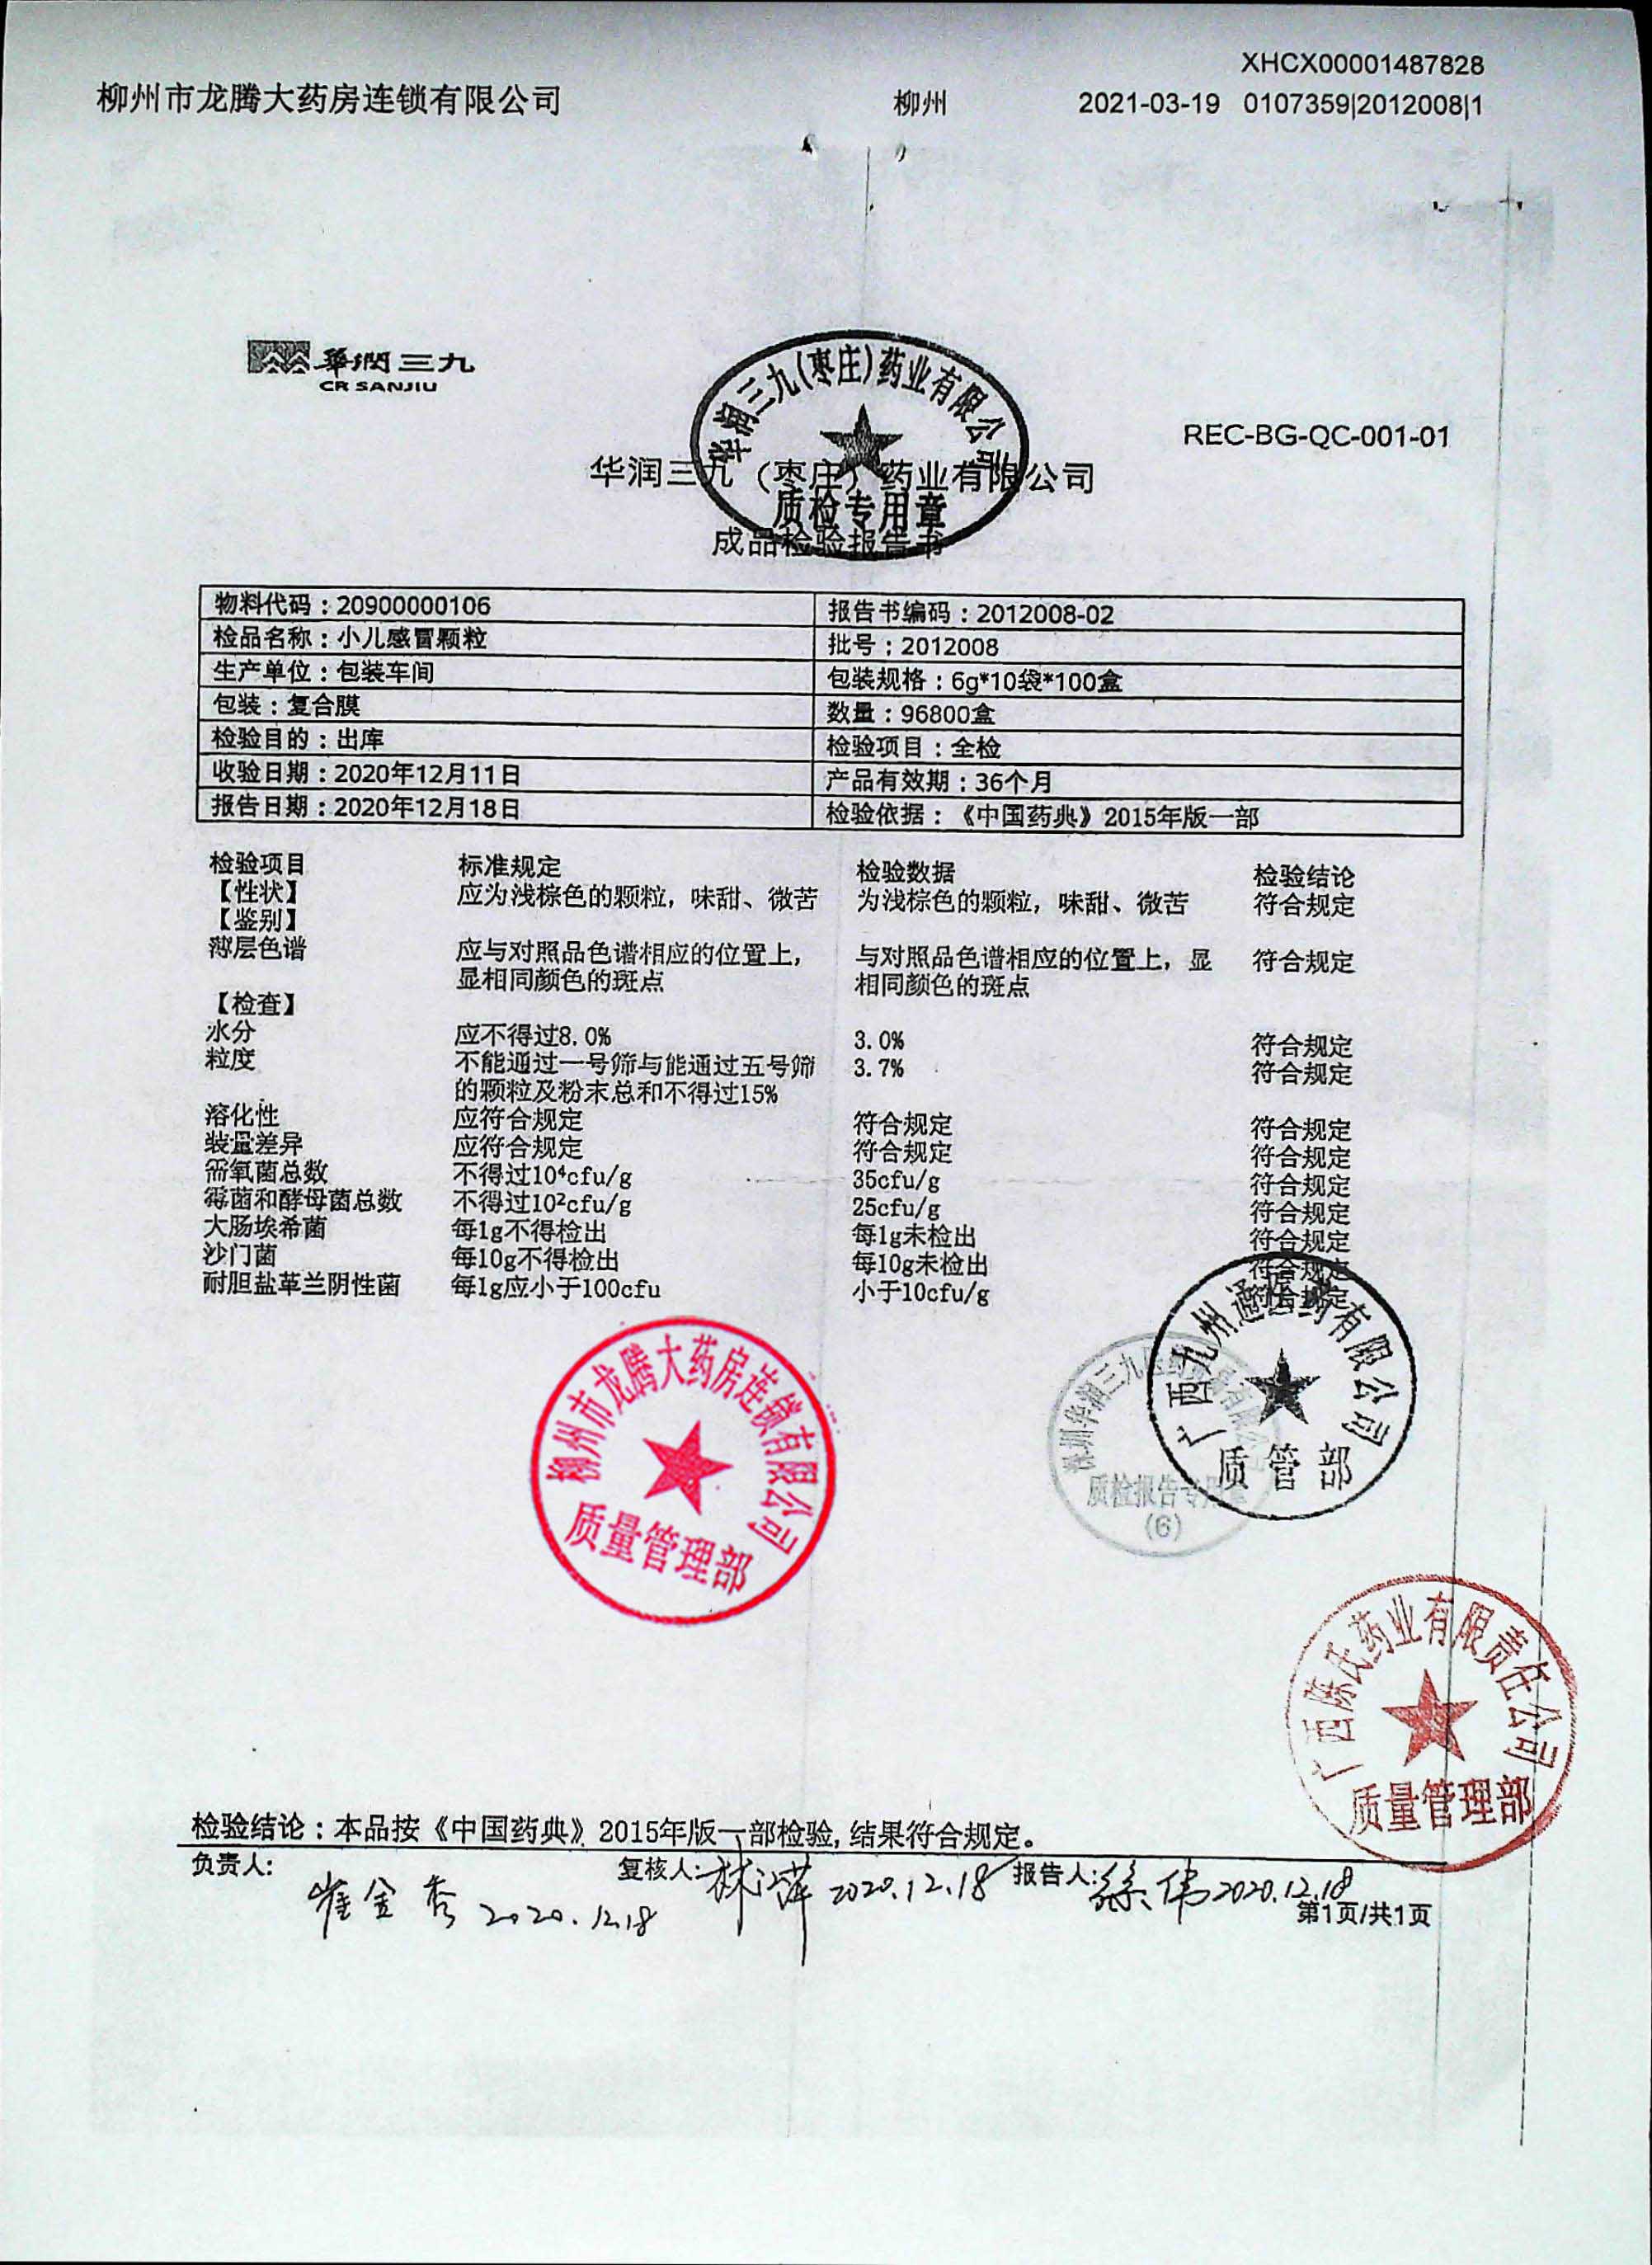 XHCX00001487828
柳州市龙腾大药房连锁有限公司 柳州 2021-03-19 0107359|2012008|1
華潤三九
CR SANJIU
华润三九(枣庄)药业有限公司
质检专用章
REC-BG-QC-001-01
华润三九（枣庄）药业有限公司
成品检验报告书
物料代码：20900000106 报告书编码：2012008-02
检品名称：小儿感冒颗粒 批号：2012008
生产单位：包装车间 包装规格：6g*10袋*100盒
包装：复合膜 数量：96800盒
检验目的：出库 检验项目：全检
收验日期：2020年12月11日 产品有效期：36个月
报告日期：2020年12月18日 检验依据：《中国药典》2015年版一部
检验项目 标准规定 检验数据 检验结论
【性状】 应为浅棕色的颗粒，味甜、微苦 为浅棕色的颗粒，味甜、微苦 符合规定
【鉴别】
薄层色谱 应与对照品色谱相应的位置上， 与对照品色谱相应的位置上，显 符合规定
显相同颜色的斑点 相同颜色的斑点
【检查】
水分 应不得过8.0% 3.0% 符合规定
粒度 不能通过一号筛与能通过五号筛 3.7% 符合规定
的颗粒及粉末总和不得过15%
溶化性 应符合规定 符合规定 符合规定
装量差异 应符合规定 符合规定 符合规定
需氧菌总数 不得过10⁴cfu/g 35cfu/g 符合规定
霉菌和酵母菌总数 不得过10²cfu/g 25cfu/g 符合规定
大肠埃希菌 每1g不得检出 每1g未检出 符合规定
沙门菌 每10g不得检出 每10g未检出 符合规定
耐胆盐革兰阴性菌 每1g应小于100cfu 小于10cfu/g 符合规定
柳州市龙腾大药房连锁有限公司
质量管理部
深圳华润三九医药贸易有限公司
质检报告专用章
(6)
广西九州通医药有限公司
质管部
广西陈氏药业有限责任公司
质量管理部
检验结论：本品按《中国药典》2015年版一部检验,结果符合规定。
负责人: 崔金秀 2020.12.18 复核人: 林江萍 2020.12.18 报告人: 徐伟 2020.12.18
第1页/共1页